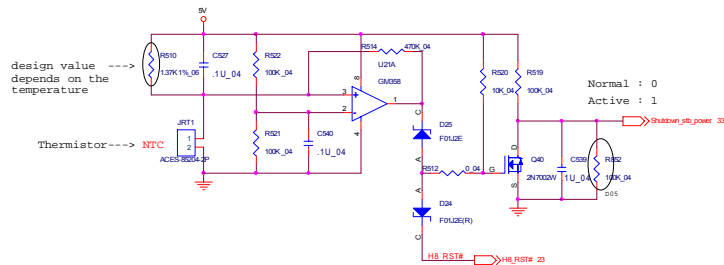 5V
design value --->
depends on the
temperature
R510
1.37K 1%_06
C527
.1U_04
R522
100K_04
R514
470K_04
U21A
GM358
8
3
2
1
4
R520
10K_04
R519
100K_04
Normal : 0
Active : 1
Shutdown_stb_power 33
Thermistor---> NTC
JRT1
1
2
ACES-85204-2P
R521
100K_04
C540
.1U_04
C
D25
F01J2E
A
R512
0_04
G
D
S
Q40
2N7002W
C539
.1U_04
R852
100K_04
D05
A
D24
F01J2E(R)
C
H8_RST#
H8_RST# 23